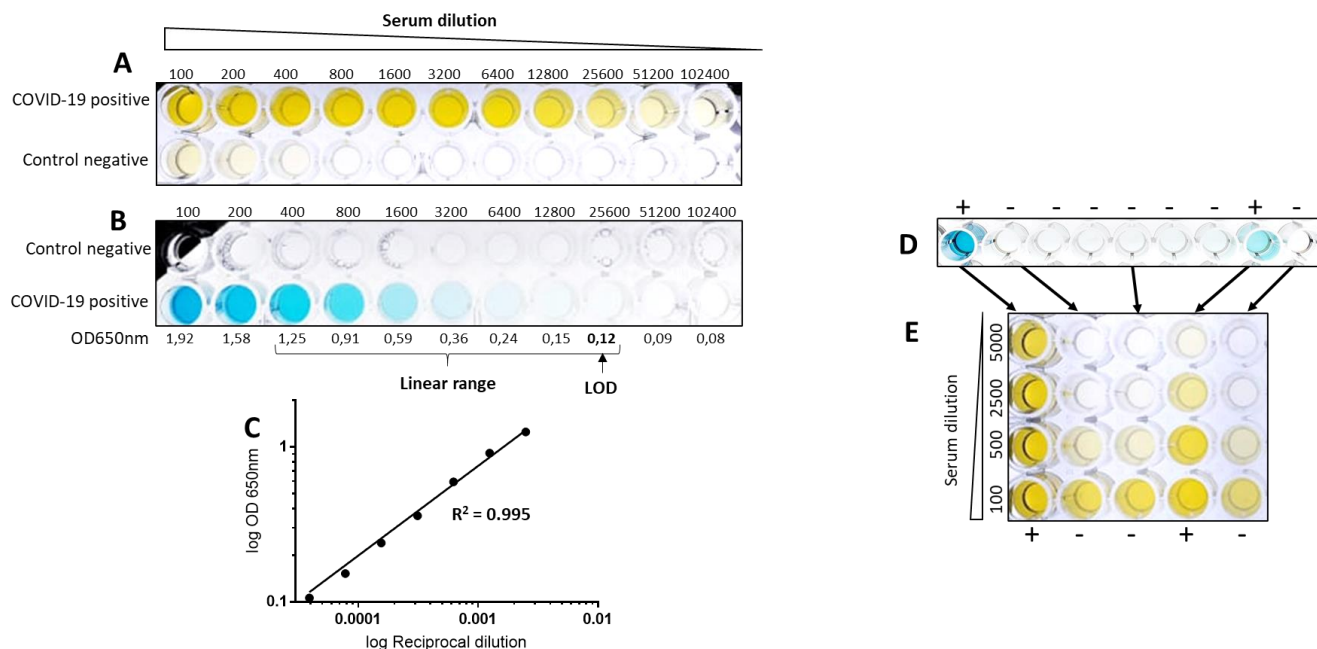 Serum dilution
A
100 200 400 800 1600 3200 6400 12800 25600 51200 102400
COVID-19 positive
Control negative
B
100 200 400 800 1600 3200 6400 12800 25600 51200 102400
Control negative
COVID-19 positive
OD650nm 1,92 1,58 1,25 0,91 0,59 0,36 0,24 0,15 0,12 0,09 0,08
Linear range
LOD
C
1
0.1
log OD 650nm
R² = 0.995
0.0001 0.001 0.01
log Reciprocal dilution
+ - - - - - - + -
D
E
Serum dilution
5000
2500
500
100
+ - - + -